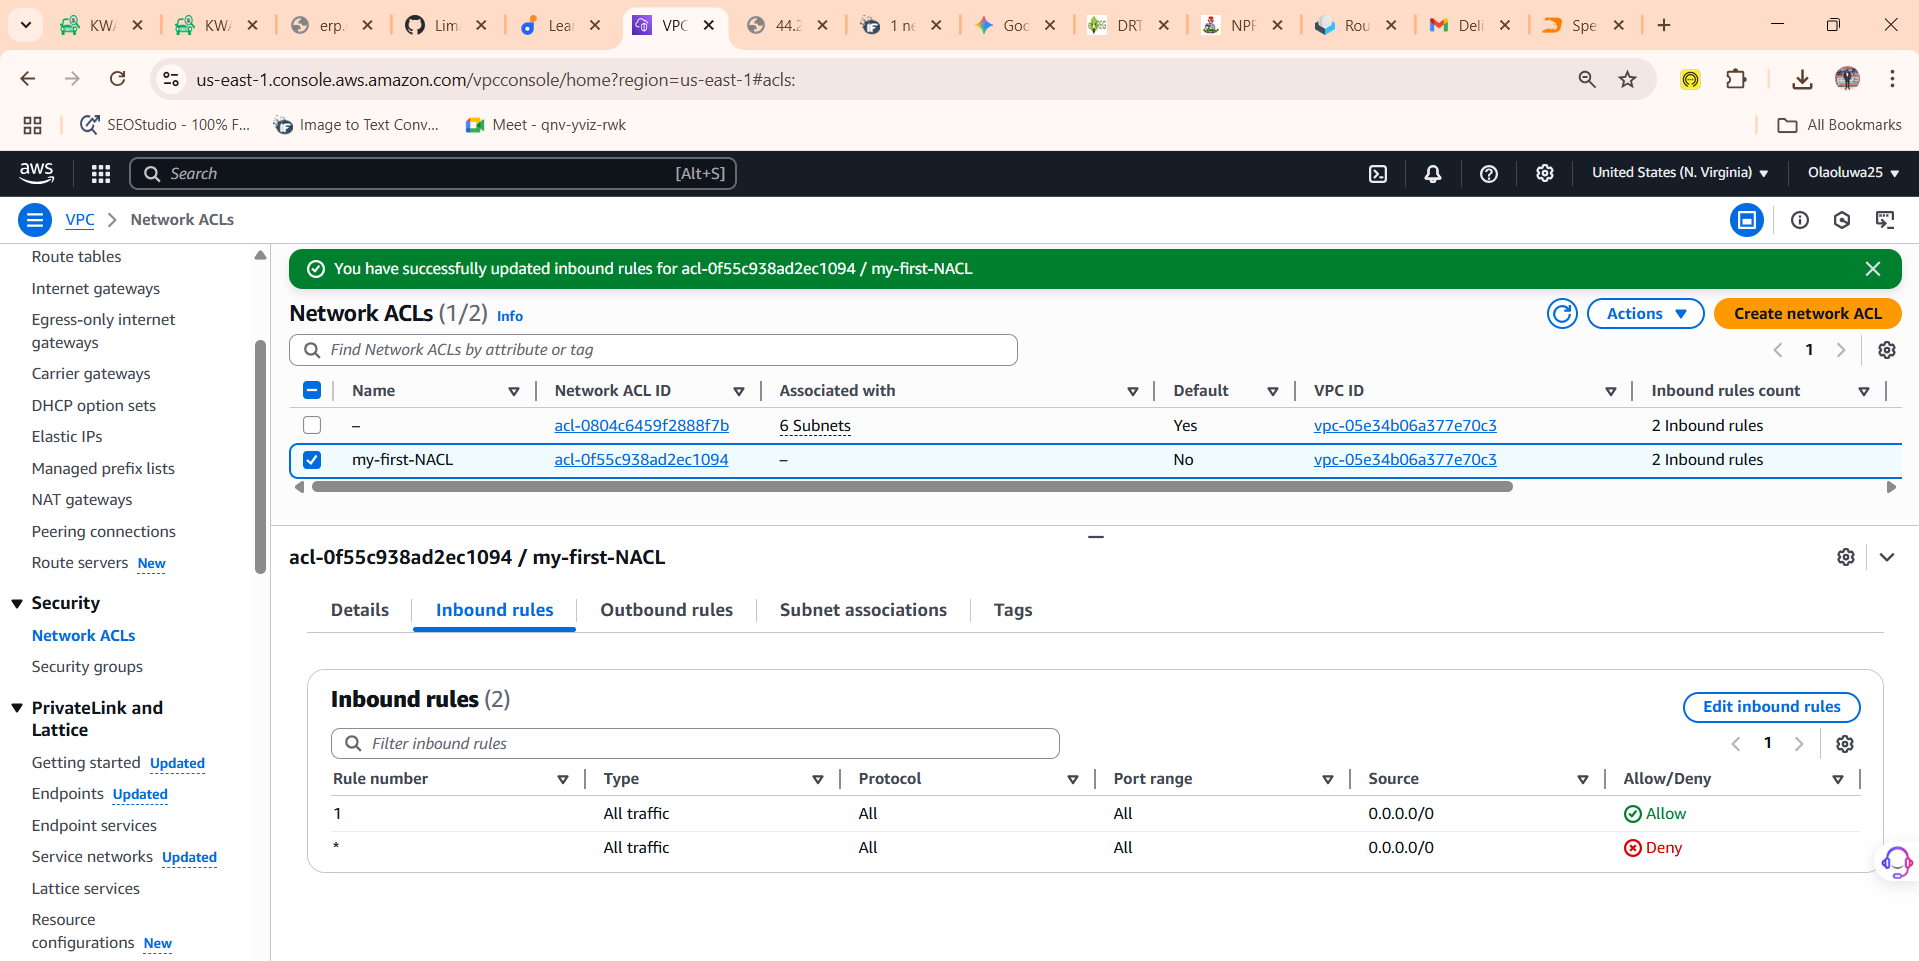 KWA
KWA
erp.
Lim
Lea
VPC
44.2
1 ne
Goo
DRT
NPF
Rou
Deli
Spe
us-east-1.console.aws.amazon.com/vpcconsole/home?region=us-east-1#acls:
SEOStudio - 100% F...
Image to Text Conv...
Meet - qnv-yviz-rwk
All Bookmarks
aws
Search
[Alt+S]
United States (N. Virginia)
Olaoluwa25
VPC
Network ACLs
Route tables
Internet gateways
Egress-only internet
gateways
Carrier gateways
DHCP option sets
Elastic IPs
Managed prefix lists
NAT gateways
Peering connections
Route servers New
Security
Network ACLs
Security groups
PrivateLink and
Lattice
Getting started Updated
Endpoints Updated
Endpoint services
Service networks Updated
Lattice services
Resource
configurations New
You have successfully updated inbound rules for acl-0f55c938ad2ec1094 / my-first-NACL
Network ACLs (1/2) Info
Actions
Create network ACL
Find Network ACLs by attribute or tag
1
Name Network ACL ID Associated with Default VPC ID Inbound rules count
– acl-0804c6459f2888f7b 6 Subnets Yes vpc-05e34b06a377e70c3 2 Inbound rules
my-first-NACL acl-0f55c938ad2ec1094 – No vpc-05e34b06a377e70c3 2 Inbound rules
acl-0f55c938ad2ec1094 / my-first-NACL
Details Inbound rules Outbound rules Subnet associations Tags
Inbound rules (2)
Edit inbound rules
Filter inbound rules
1
Rule number Type Protocol Port range Source Allow/Deny
1 All traffic All All 0.0.0.0/0 Allow
* All traffic All All 0.0.0.0/0 Deny